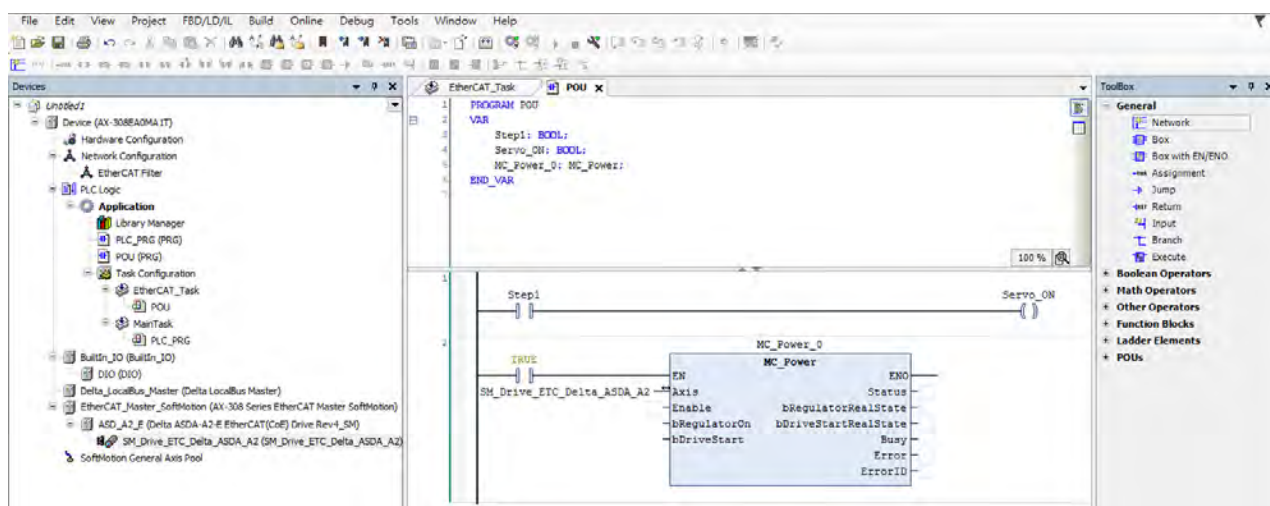 File Edit View Project FBD/LD/IL Build Online Debug Tools Window Help
Devices
Untitled1
Device (AX-308EA0MA1T)
Hardware Configuration
Network Configuration
EtherCAT Filter
PLC Logic
Application
Library Manager
PLC_PRG (PRG)
POU (PRG)
Task Configuration
EtherCAT_Task
POU
MainTask
PLC_PRG
BuiltIn_IO (BuiltIn_IO)
DIO (DIO)
Delta_LocalBus_Master (Delta LocalBus Master)
EtherCAT_Master_SoftMotion (AX-308 Series EtherCAT Master SoftMotion)
ASD_A2_E (Delta ASDA-A2-E EtherCAT(CoE) Drive Rev4_SM)
SM_Drive_ETC_Delta_ASDA_A2 (SM_Drive_ETC_Delta_ASDA_A2)
SoftMotion General Axis Pool
EtherCAT_Task POU
1 PROGRAM POU
2 VAR
3 Step1: BOOL;
4 Servo_ON: BOOL;
5 MC_Power_0: MC_Power;
6 END_VAR
7
100 %
1
Step1 Servo_ON
2
MC_Power_0
TRUE MC_Power
EN ENO
SM_Drive_ETC_Delta_ASDA_A2 Axis Status
Enable bRegulatorRealState
bRegulatorOn bDriveStartRealState
bDriveStart Busy
Error
ErrorID
ToolBox
General
Network
Box
Box with EN/ENO
Assignment
Jump
Return
Input
Branch
Execute
Boolean Operators
Math Operators
Other Operators
Function Blocks
Ladder Elements
POUs